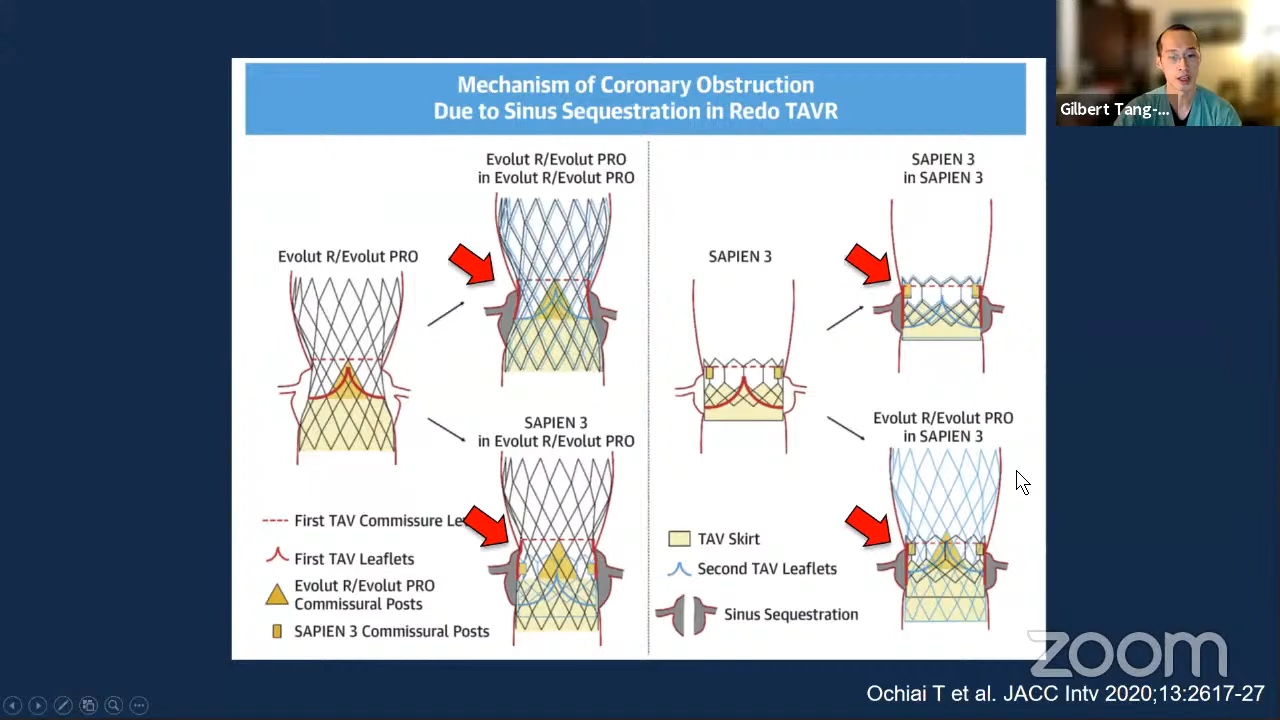 Mechanism of Coronary Obstruction
Due to Sinus Sequestration in Redo TAVR
Gilbert Tang-...
Evolut R/Evolut PRO
in Evolut R/Evolut PRO
Evolut R/Evolut PRO
SAPIEN 3
in Evolut R/Evolut PRO
First TAV Commissure Le
First TAV Leaflets
Evolut R/Evolut PRO
Commissural Posts
SAPIEN 3 Commissural Posts
SAPIEN 3
in SAPIEN 3
SAPIEN 3
Evolut R/Evolut PRO
in SAPIEN 3
TAV Skirt
Second TAV Leaflets
Sinus Sequestration
zoom
Ochiai T et al. JACC Intv 2020;13:2617-27